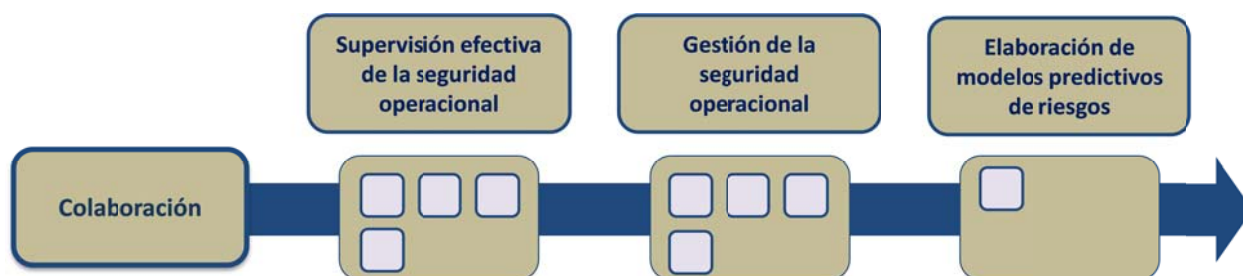 Supervisión efectiva
de la seguridad
operacional
Gestión de la
seguridad
operacional
Elaboración de
modelos predictivos
de riesgos
Colaboración